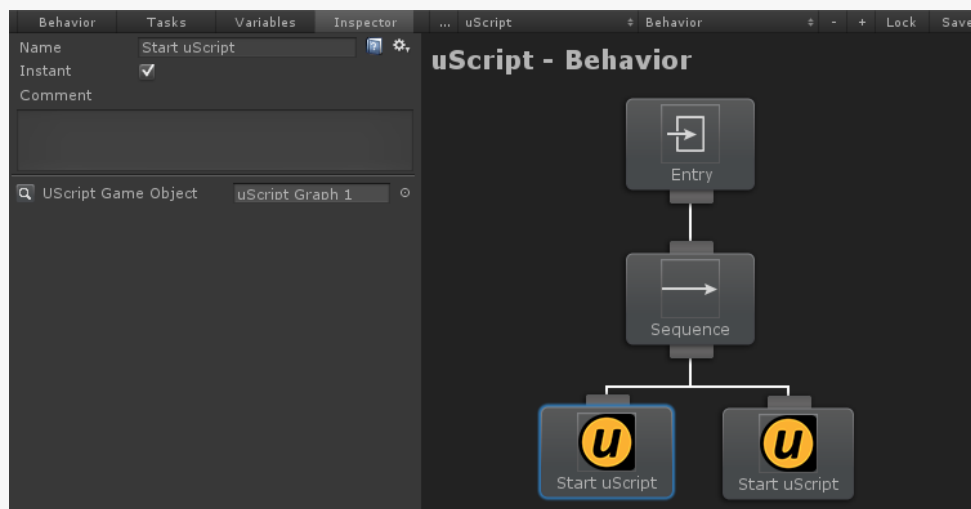 Behavior Tasks Variables Inspector ... uScript Behavior - + Lock Save
Name Start uScript
Instant
Comment
UScript Game Object uScript Graph 1
uScript - Behavior
Entry
Sequence
u u
Start uScript Start uScript